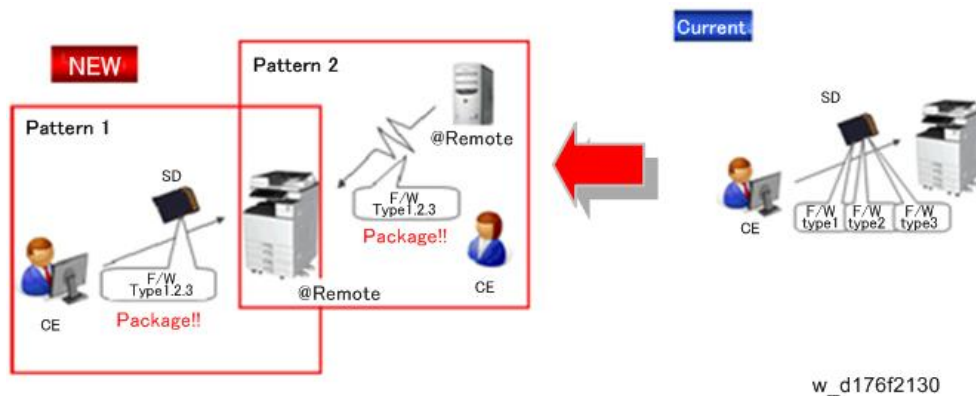 NEW
Pattern 1
SD
F/W
Type1.2.3
Package!!
CE
Pattern 2
@Remote
F/W
Type1.2.3
Package!!
CE
@Remote
Current
SD
CE
F/W
type1
F/W
type2
F/W
type3
w_d176f2130